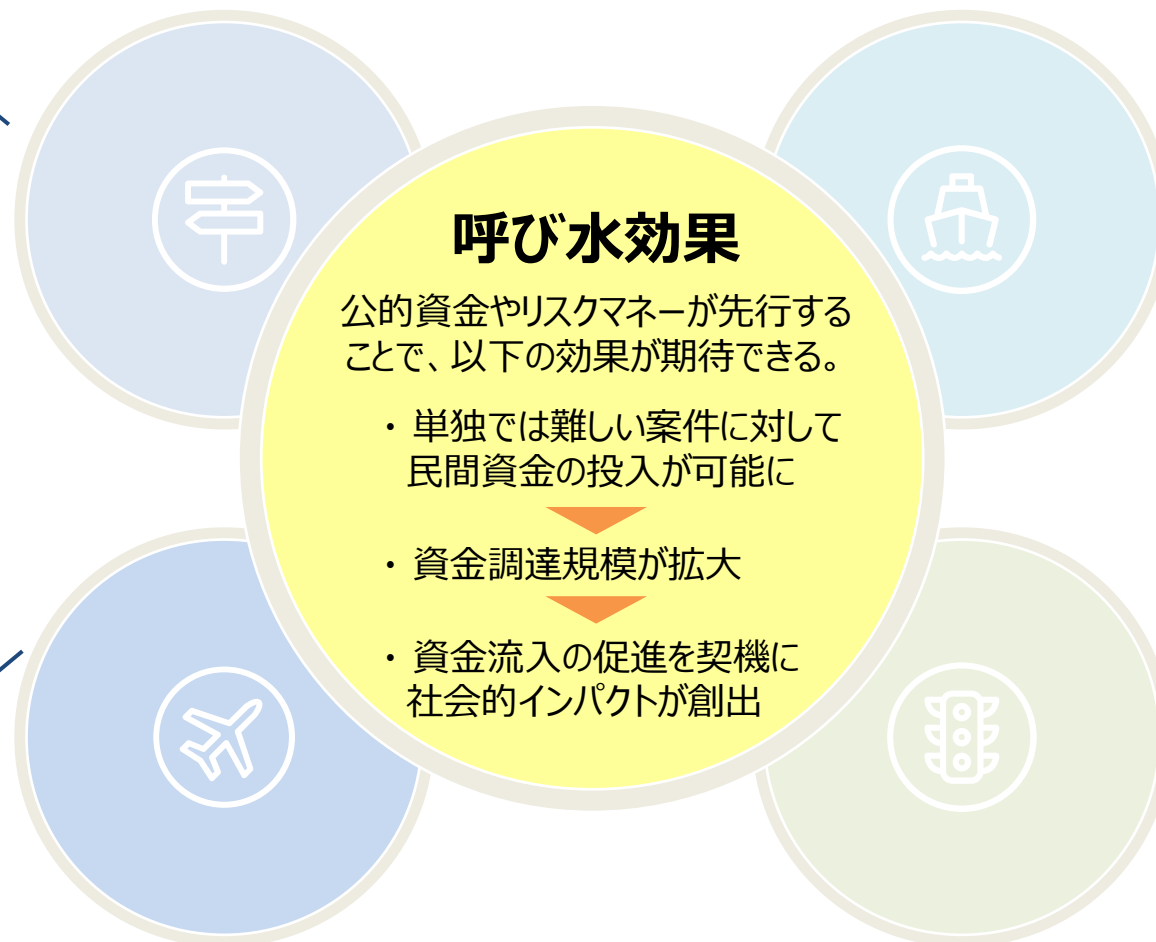 呼び水効果
公的資金やリスクマネーが先行する
ことで、以下の効果が期待できる。
・ 単独では難しい案件に対して
民間資金の投入が可能に
・ 資金調達規模が拡大
・ 資金流入の促進を契機に
社会的インパクトが創出